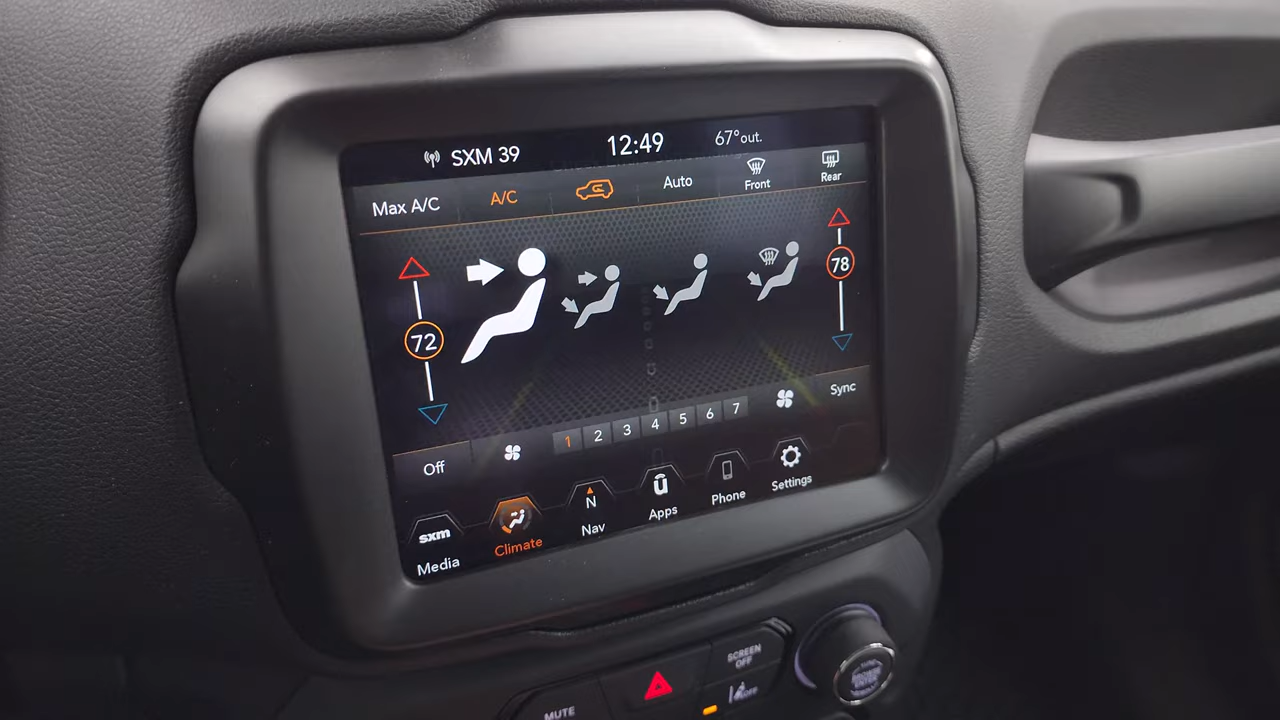 SXM 39
12:49
67°out.
Max A/C
A/C
Auto
Front
Rear
72
78
Off
1 2 3 4 5 6 7
Sync
sxm
Media
Climate
N
Nav
Apps
Phone
Settings
SCREEN
OFF
MUTE
OFF